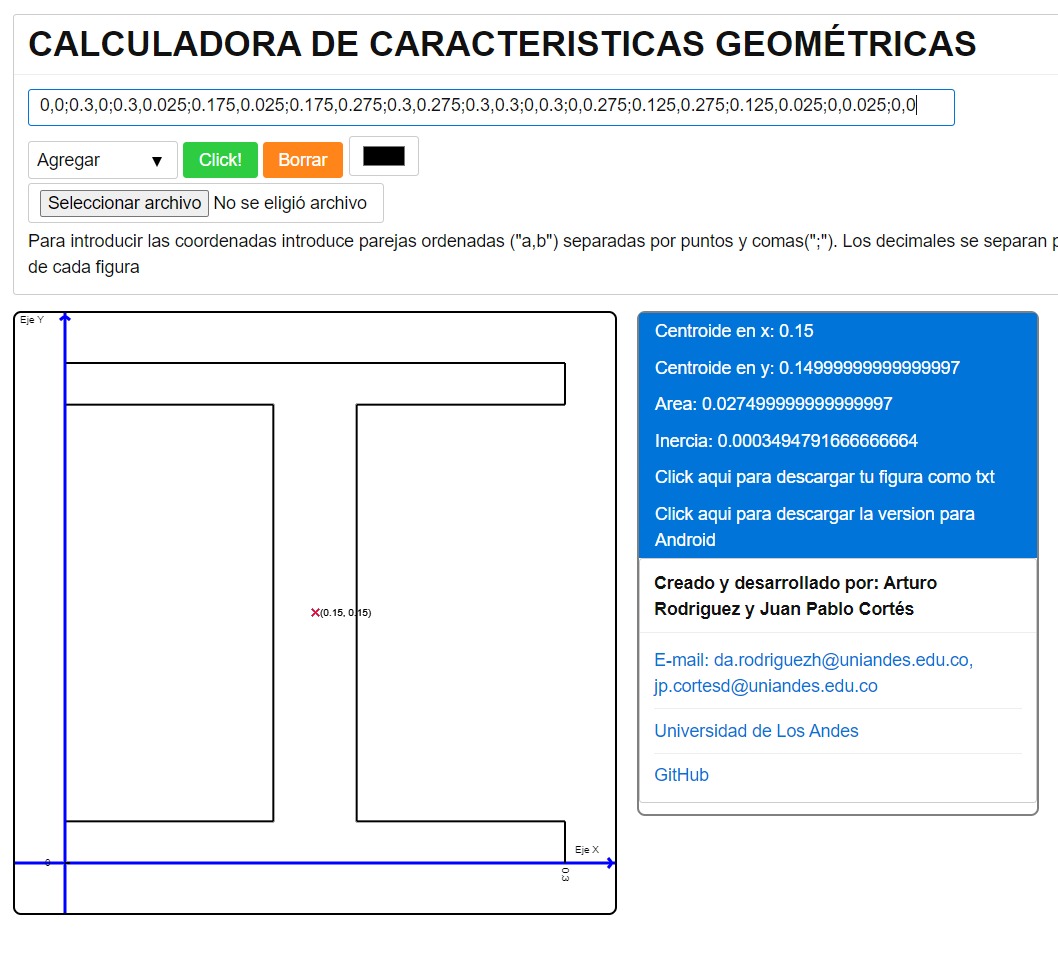 CALCULADORA DE CARACTERISTICAS GEOMÉTRICAS
0,0;0.3,0;0.3,0.025;0.175,0.025;0.175,0.275;0.3,0.275;0.3,0.3;0,0.3;0,0.275;0.125,0.275;0.125,0.025;0,0.025;0,0
Agregar ▼ Click! Borrar
Seleccionar archivo No se eligió archivo
Para introducir las coordenadas introduce parejas ordenadas ("a,b") separadas por puntos y comas(";"). Los decimales se separan p
de cada figura
Eje Y
(0.15, 0.15)
Eje X
0
0.3
Centroide en x: 0.15
Centroide en y: 0.14999999999999997
Area: 0.027499999999999997
Inercia: 0.0003494791666666664
Click aqui para descargar tu figura como txt
Click aqui para descargar la version para
Android
Creado y desarrollado por: Arturo
Rodriguez y Juan Pablo Cortés
E-mail: da.rodriguezh@uniandes.edu.co,
jp.cortesd@uniandes.edu.co
Universidad de Los Andes
GitHub